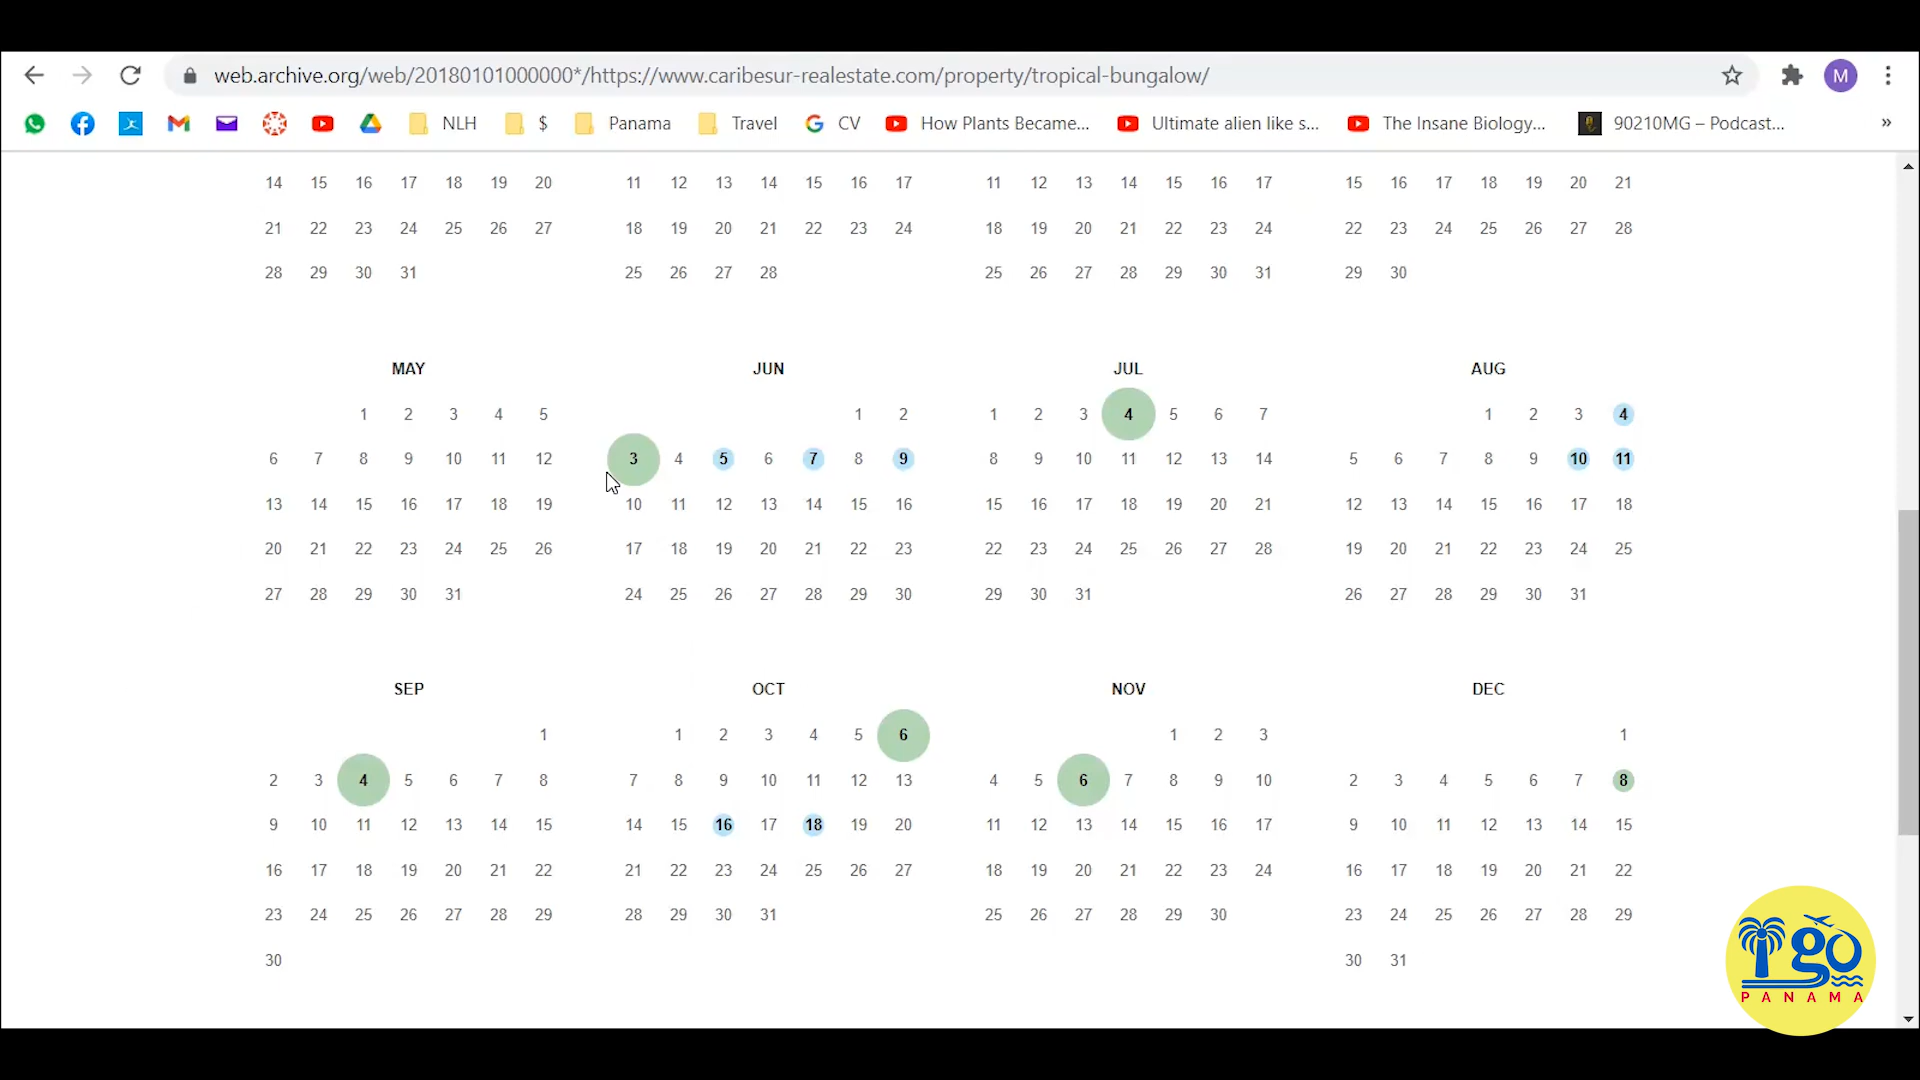 web.archive.org/web/20180101000000*/https://www.caribesur-realestate.com/property/tropical-bungalow/
M
NLH $ Panama Travel CV How Plants Became... Ultimate alien like s... The Insane Biology... 90210MG – Podcast... »
14 15 16 17 18 19 20 11 12 13 14 15 16 17 11 12 13 14 15 16 17 15 16 17 18 19 20 21
21 22 23 24 25 26 27 18 19 20 21 22 23 24 18 19 20 21 22 23 24 22 23 24 25 26 27 28
28 29 30 31 25 26 27 28 25 26 27 28 29 30 31 29 30
MAY JUN JUL AUG
1 2 3 4 5 1 2 1 2 3 4 5 6 7 1 2 3 4
6 7 8 9 10 11 12 3 4 5 6 7 8 9 8 9 10 11 12 13 14 5 6 7 8 9 10 11
13 14 15 16 17 18 19 10 11 12 13 14 15 16 15 16 17 18 19 20 21 12 13 14 15 16 17 18
20 21 22 23 24 25 26 17 18 19 20 21 22 23 22 23 24 25 26 27 28 19 20 21 22 23 24 25
27 28 29 30 31 24 25 26 27 28 29 30 29 30 31 26 27 28 29 30 31
SEP OCT NOV DEC
1 1 2 3 4 5 6 1 2 3 1
2 3 4 5 6 7 8 7 8 9 10 11 12 13 4 5 6 7 8 9 10 2 3 4 5 6 7 8
9 10 11 12 13 14 15 14 15 16 17 18 19 20 11 12 13 14 15 16 17 9 10 11 12 13 14 15
16 17 18 19 20 21 22 21 22 23 24 25 26 27 18 19 20 21 22 23 24 16 17 18 19 20 21 22
23 24 25 26 27 28 29 28 29 30 31 25 26 27 28 29 30 23 24 25 26 27 28 29
30 30 31
go
PANAMA